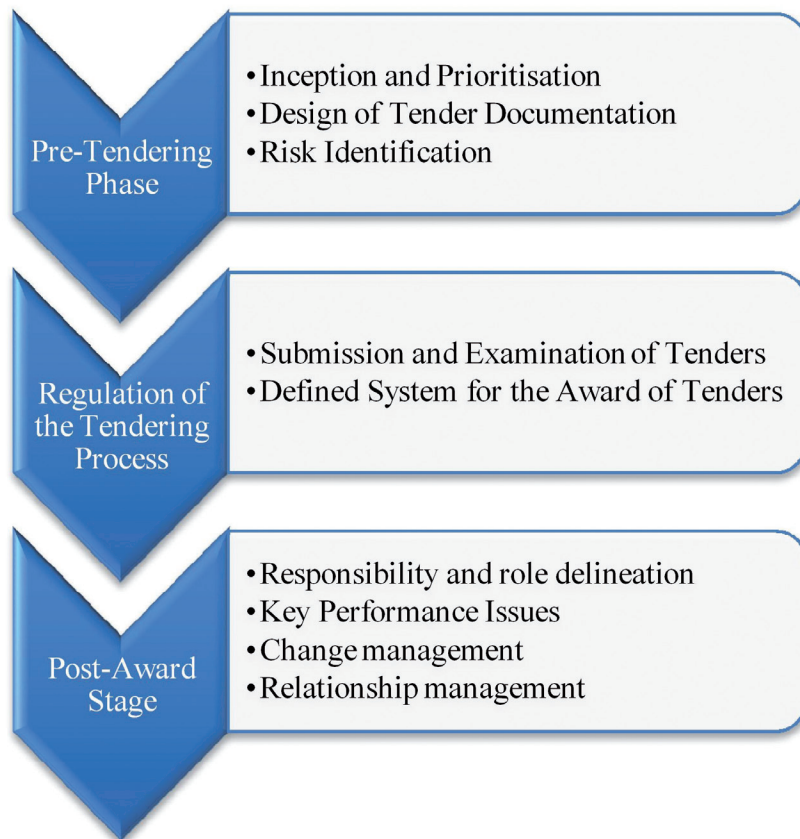 Pre-Tendering
Phase
•Inception and Prioritisation
•Design of Tender Documentation
•Risk Identification
Regulation of
the Tendering
Process
•Submission and Examination of Tenders
•Defined System for the Award of Tenders
Post-Award
Stage
•Responsibility and role delineation
•Key Performance Issues
•Change management
•Relationship management